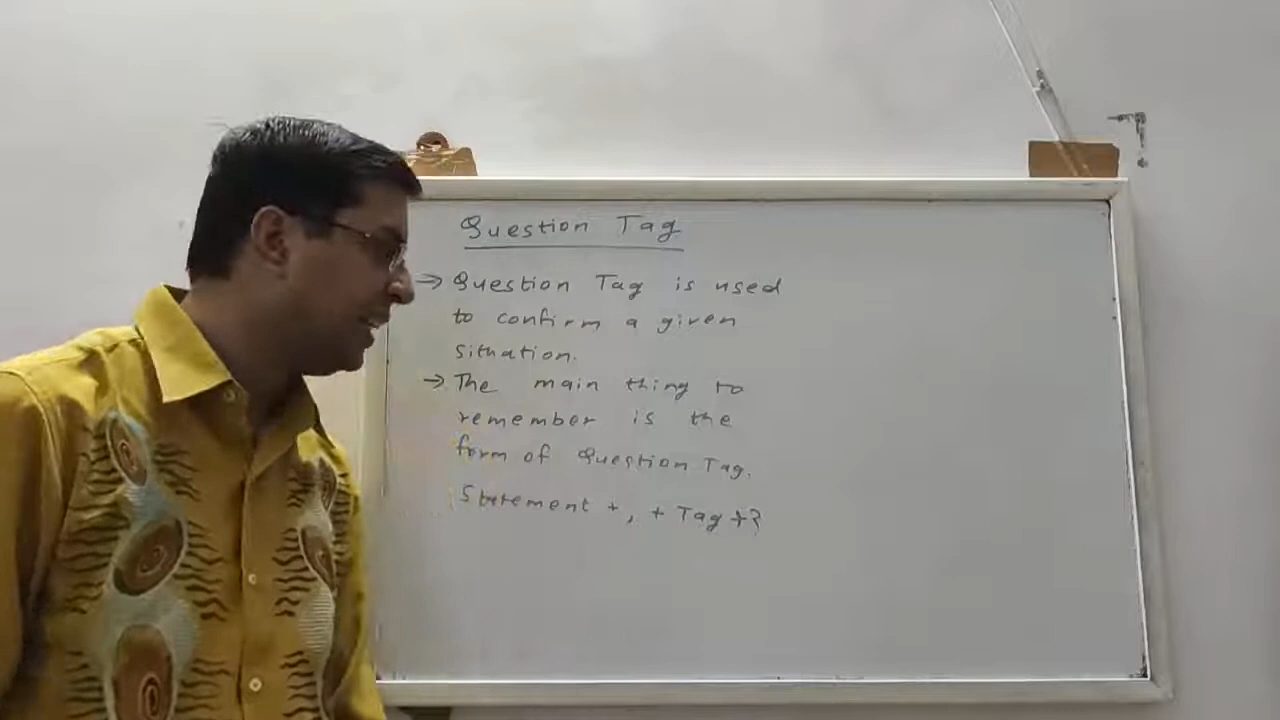 Question Tag
→ Question Tag is used
to confirm a given
situation.
→ The main thing to
remember is the
form of Question Tag.
Statement + , + Tag + ?